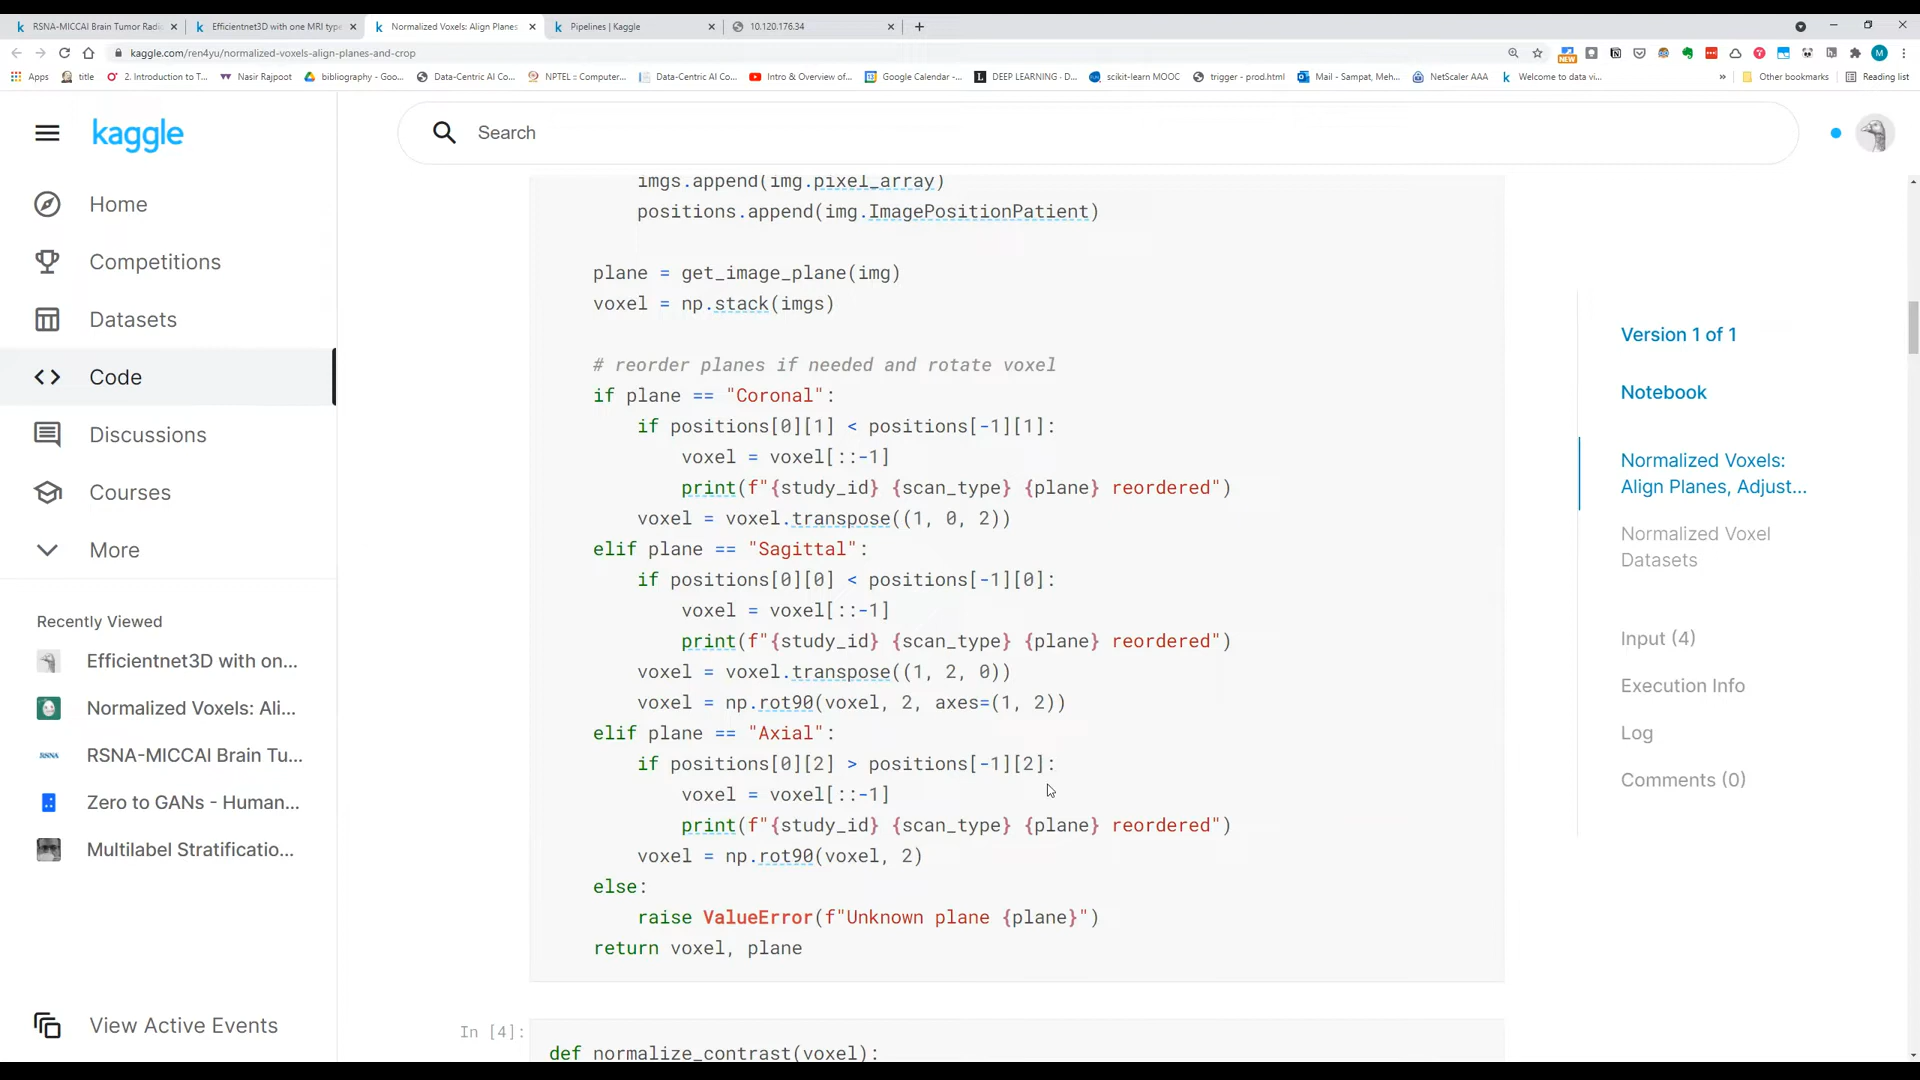 RSNA-MICCAI Brain Tumor Radi
Efficientnet3D with one MRI type
Normalized Voxels: Align Planes
Pipelines | Kaggle
10.120.176.34
kaggle.com/ren4yu/normalized-voxels-align-planes-and-crop
Apps
title
2. Introduction to T...
Nasir Rajpoot
bibliography - Goo...
Data-Centric AI Co...
NPTEL :: Computer...
Data-Centric AI Co...
Intro & Overview of...
Google Calendar -...
DEEP LEARNING · D...
scikit-learn MOOC
trigger - prod.html
Mail - Sampat, Meh...
NetScaler AAA
Welcome to data vi...
»
Other bookmarks
Reading list
kaggle
Search
Home
Competitions
Datasets
Code
Discussions
Courses
More
Recently Viewed
Efficientnet3D with on...
Normalized Voxels: Ali...
RSNA-MICCAI Brain Tu...
Zero to GANs - Human...
Multilabel Stratificatio...
View Active Events
imgs.append(img.pixel_array)
positions.append(img.ImagePositionPatient)
plane = get_image_plane(img)
voxel = np.stack(imgs)
# reorder planes if needed and rotate voxel
if plane == "Coronal":
if positions[0][1] < positions[-1][1]:
voxel = voxel[::-1]
print(f"{study_id} {scan_type} {plane} reordered")
voxel = voxel.transpose((1, 0, 2))
elif plane == "Sagittal":
if positions[0][0] < positions[-1][0]:
voxel = voxel[::-1]
print(f"{study_id} {scan_type} {plane} reordered")
voxel = voxel.transpose((1, 2, 0))
voxel = np.rot90(voxel, 2, axes=(1, 2))
elif plane == "Axial":
if positions[0][2] > positions[-1][2]:
voxel = voxel[::-1]
print(f"{study_id} {scan_type} {plane} reordered")
voxel = np.rot90(voxel, 2)
else:
raise ValueError(f"Unknown plane {plane}")
return voxel, plane
In [4]:
def normalize_contrast(voxel):
Version 1 of 1
Notebook
Normalized Voxels:
Align Planes, Adjust...
Normalized Voxel
Datasets
Input (4)
Execution Info
Log
Comments (0)